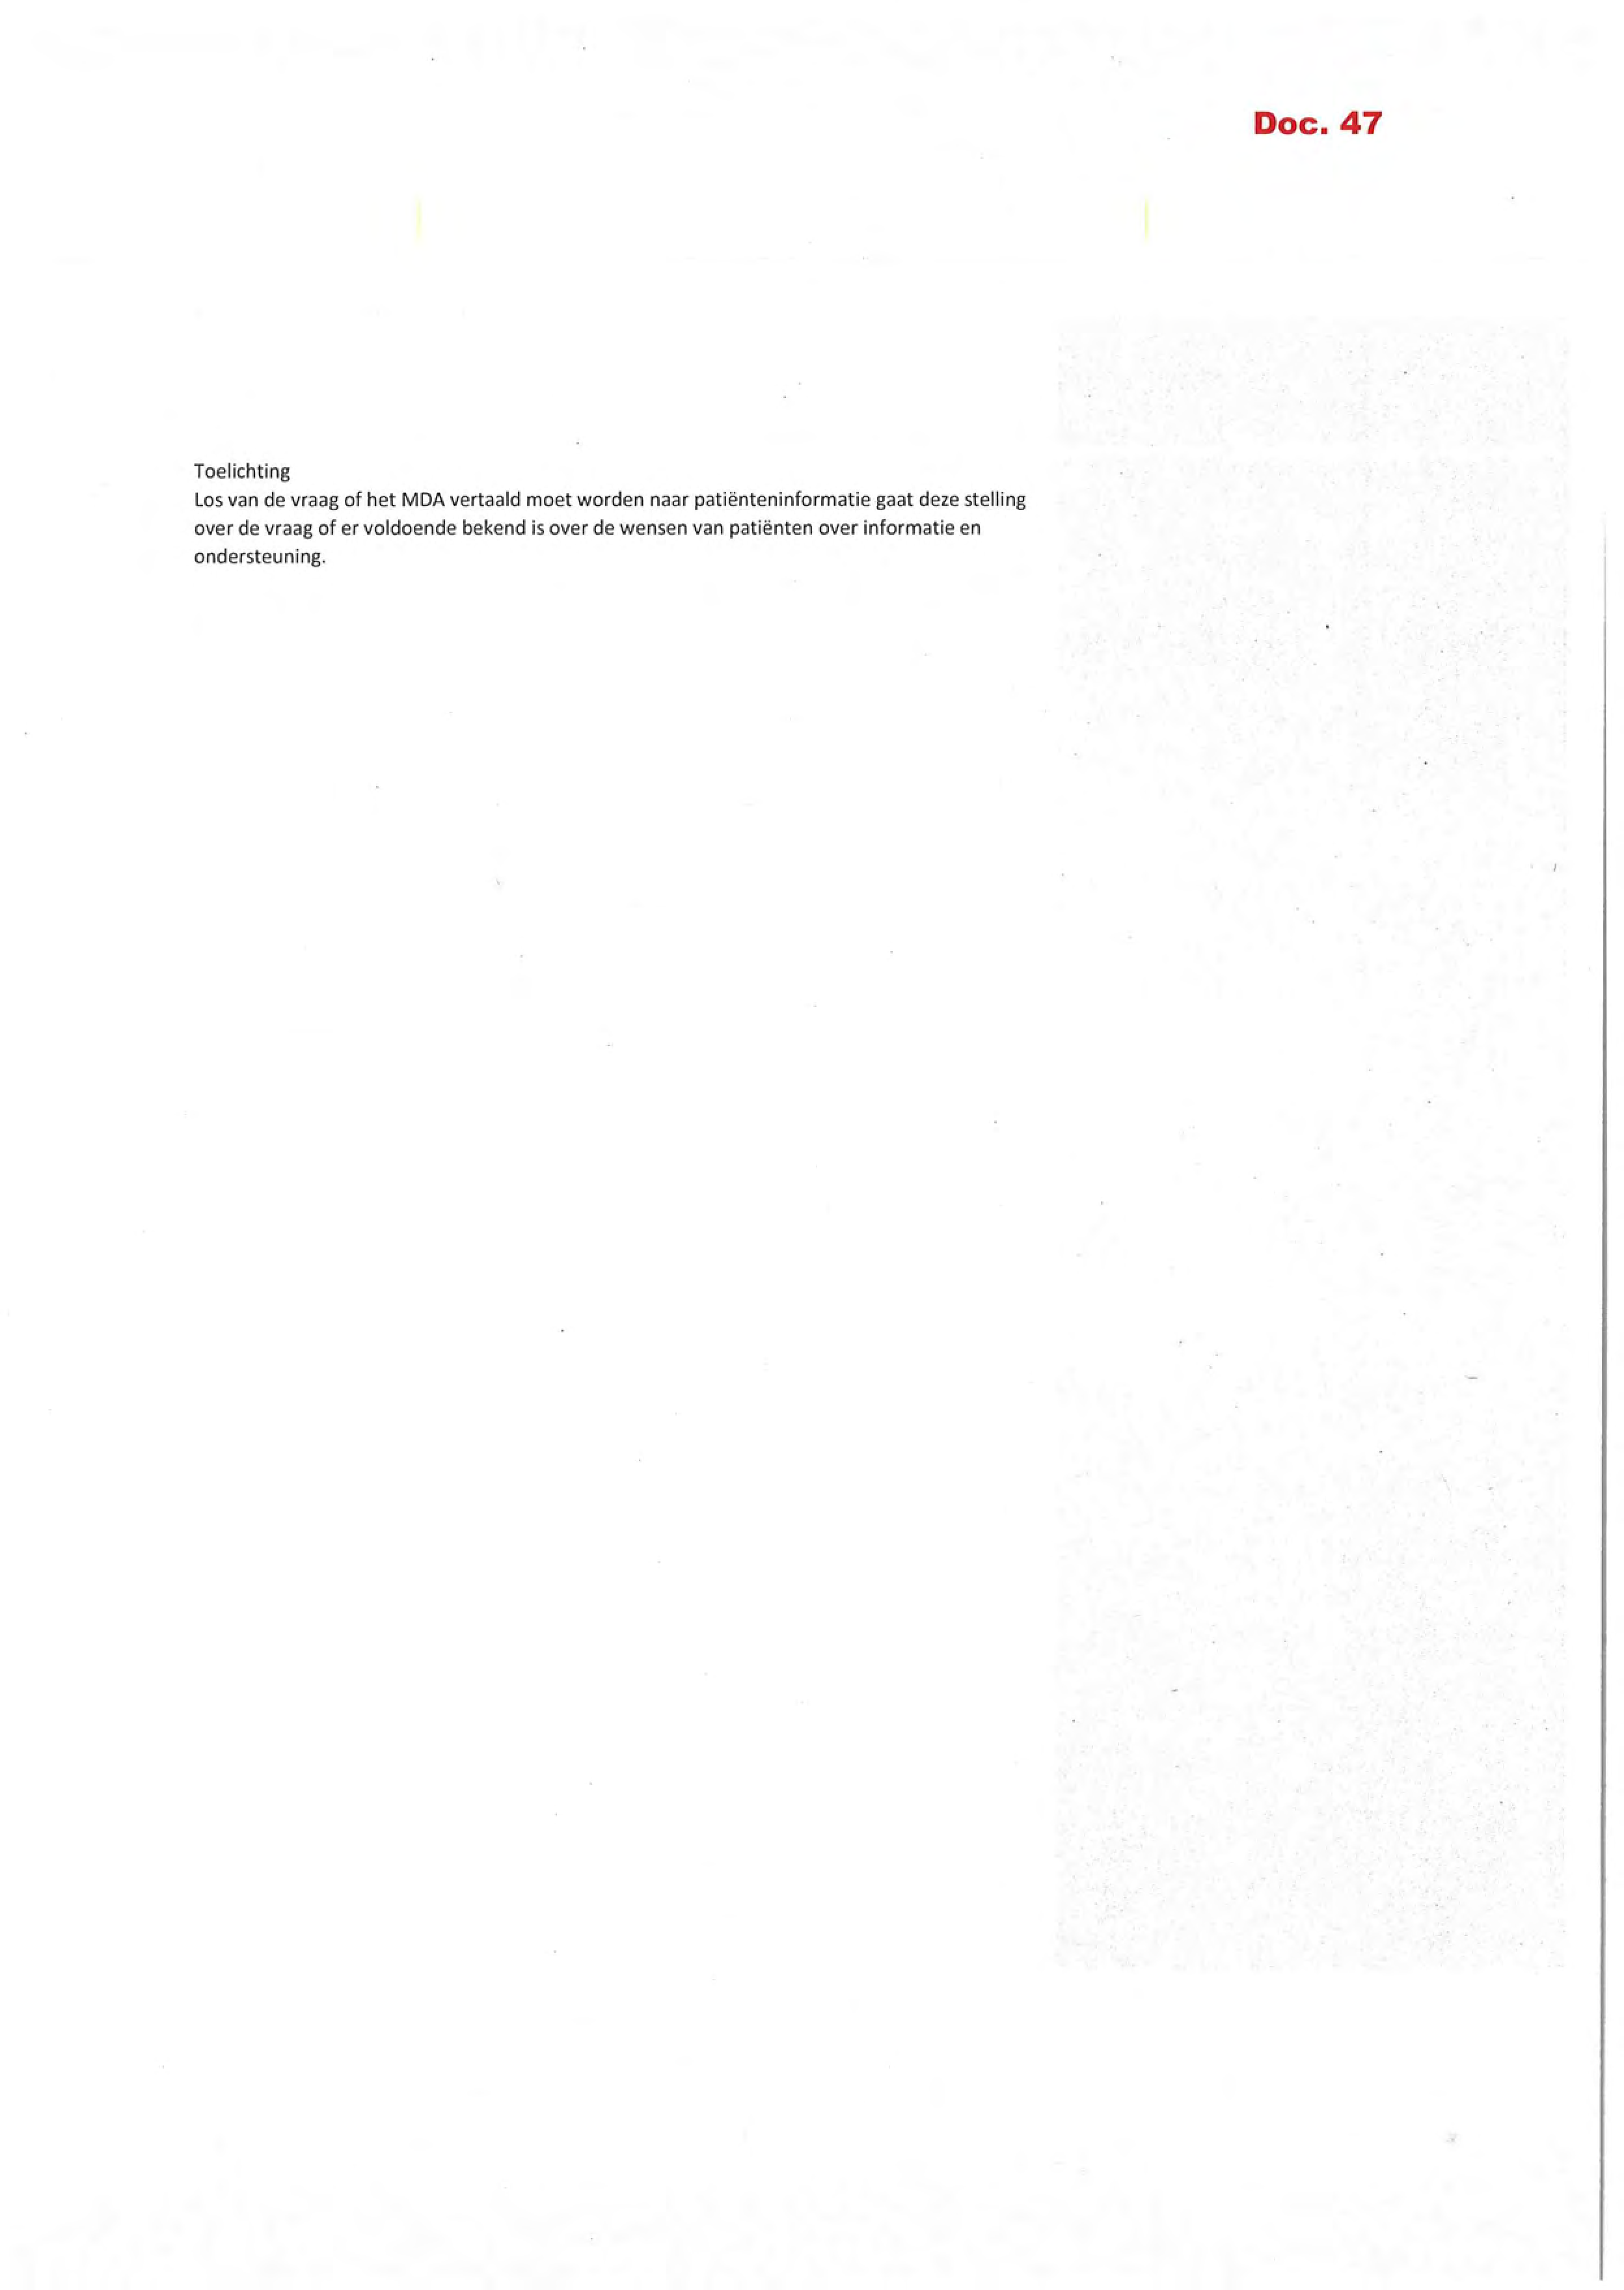 Doc. 47
Toelichting
Los van de vraag of het MDA vertaald moet worden naar patiënteninformatie gaat deze stelling
over de vraag of er voldoende bekend is over de wensen van patiënten over informatie en
ondersteuning.